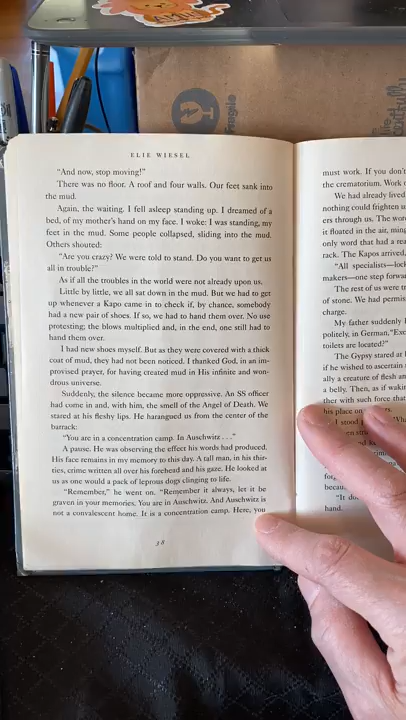 Fragile
ELIE WIESEL
"And now, stop moving!"
There was no floor. A roof and four walls. Our feet sank into
the mud.
Again, the waiting. I fell asleep standing up. I dreamed of a
bed, of my mother's hand on my face. I woke: I was standing, my
feet in the mud. Some people collapsed, sliding into the mud.
Others shouted:
"Are you crazy? We were told to stand. Do you want to get us
all in trouble?"
As if all the troubles in the world were not already upon us.
Little by little, we all sat down in the mud. But we had to get
up whenever a Kapo came in to check if, by chance, somebody
had a new pair of shoes. If so, we had to hand them over. No use
protesting; the blows multiplied and, in the end, one still had to
hand them over.
I had new shoes myself. But as they were covered with a thick
coat of mud, they had not been noticed. I thanked God, in an im-
provised prayer, for having created mud in His infinite and won-
drous universe.
Suddenly, the silence became more oppressive. An SS officer
had come in and, with him, the smell of the Angel of Death. We
stared at his fleshy lips. He harangued us from the center of the
barrack:
"You are in a concentration camp. In Auschwitz . . ."
A pause. He was observing the effect his words had produced.
His face remains in my memory to this day. A tall man, in his thir-
ties, crime written all over his forehead and his gaze. He looked at
us as one would a pack of leprous dogs clinging to life.
"Remember," he went on. "Remember it always, let it be
graven in your memories. You are in Auschwitz. And Auschwitz is
not a convalescent home. It is a concentration camp. Here, you
38
must work. If you don't
the crematorium. Work
We had already lived
nothing could frighten u
ers through us. The wor
it floated in the air, ming
only word that had a rea
rack. The Kapos arrived,
"All specialists—lock
makers—one step forwar
The rest of us were tr
of stone. We had permis
charge.
My father suddenly
politely, in German, "Exc
toilets are located?"
The Gypsy stared at
if he wished to ascertain
ally a creature of flesh an
a belly. Then, as if wakin
ther with such force that
his place on
I stood
becau
"It do
hand.